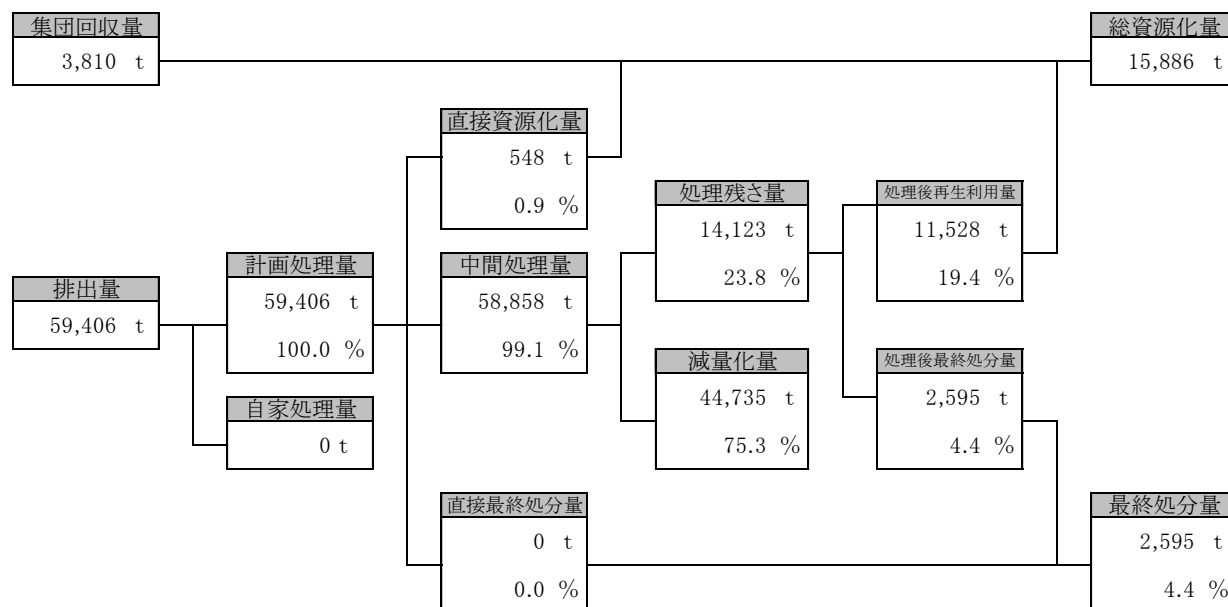 集団回収量
3,810 t
総資源化量
15,886 t
直接資源化量
548 t
0.9 %
処理残さ量
14,123 t
23.8 %
処理後再生利用量
11,528 t
19.4 %
排出量
59,406 t
計画処理量
59,406 t
100.0 %
中間処理量
58,858 t
99.1 %
自家処理量
0 t
減量化量
44,735 t
75.3 %
処理後最終処分量
2,595 t
4.4 %
直接最終処分量
0 t
0.0 %
最終処分量
2,595 t
4.4 %